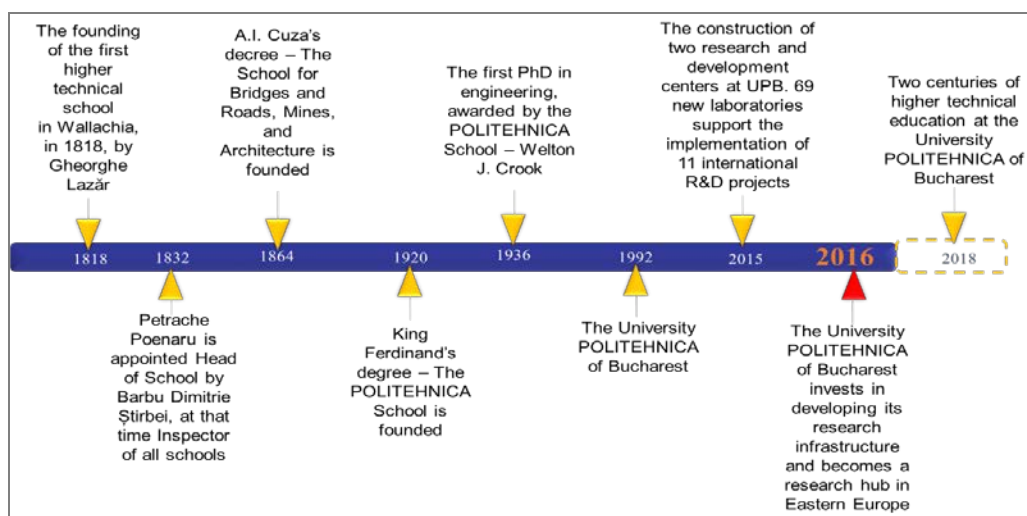 The founding of
the first
higher
technical
school
in Wallachia,
in 1818, by
Gheorghe
Lazăr
A.I. Cuza's
decree – The
School for
Bridges and
Roads, Mines,
and
Architecture is
founded
The first PhD in
engineering,
awarded by the
POLITEHNICA
School – Welton
J. Crook
The construction of
two research and
development
centers at UPB. 69
new laboratories
support the
implementation of
11 international
R&D projects
Two centuries of
higher technical
education at the
University
POLITEHNICA of
Bucharest
1818
1832
1864
1920
1936
1992
2015
2016
2018
Petrache
Poenaru is
appointed Head
of School by
Barbu Dimitrie
Știrbei, at that
time Inspector
of all schools
King
Ferdinand's
degree – The
POLITEHNICA
School is
founded
The University
POLITEHNICA
of Bucharest
The University
POLITEHNICA
of Bucharest
invests in
developing its
research
infrastructure
and becomes a
research hub in
Eastern Europe